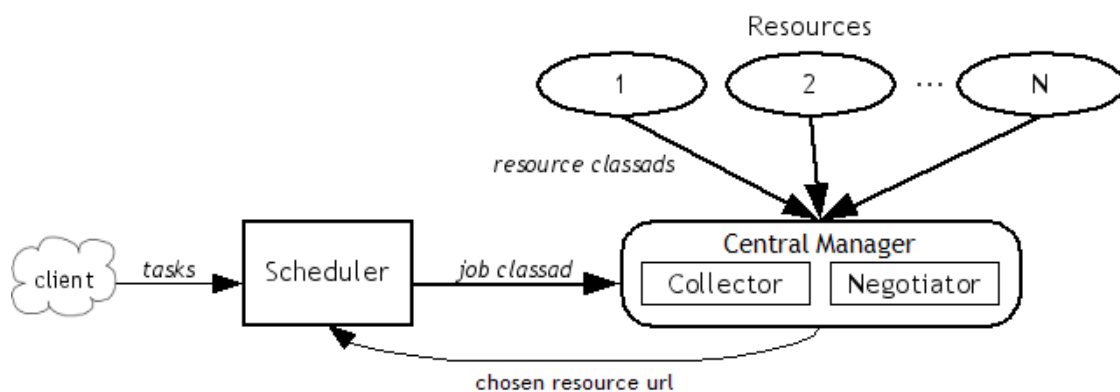 Resources
1
2
...
N
resource classads
Central Manager
client
tasks
Scheduler
job classad
Collector
Negotiator
chosen resource url